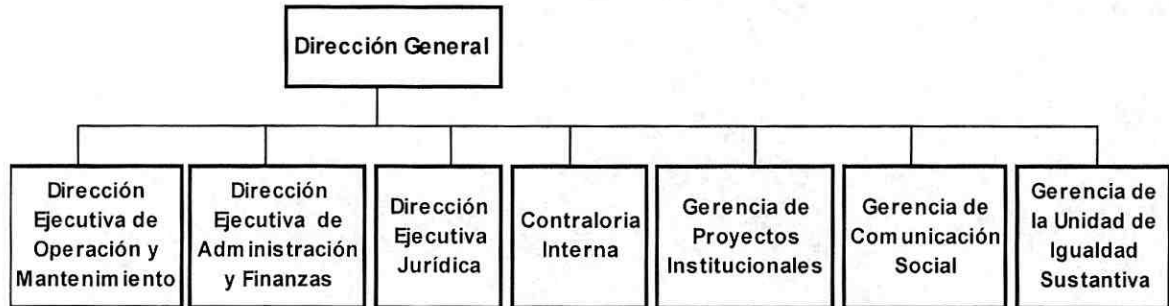 Dirección General
Dirección
Ejecutiva de
Operación y
Mantenimiento
Dirección
Ejecutiva de
Administración
y Finanzas
Dirección
Ejecutiva
Jurídica
Contraloria
Interna
Gerencia de
Proyectos
Institucionales
Gerencia de
Comunicación
Social
Gerencia de
la Unidad de
Igualdad
Sustantiva